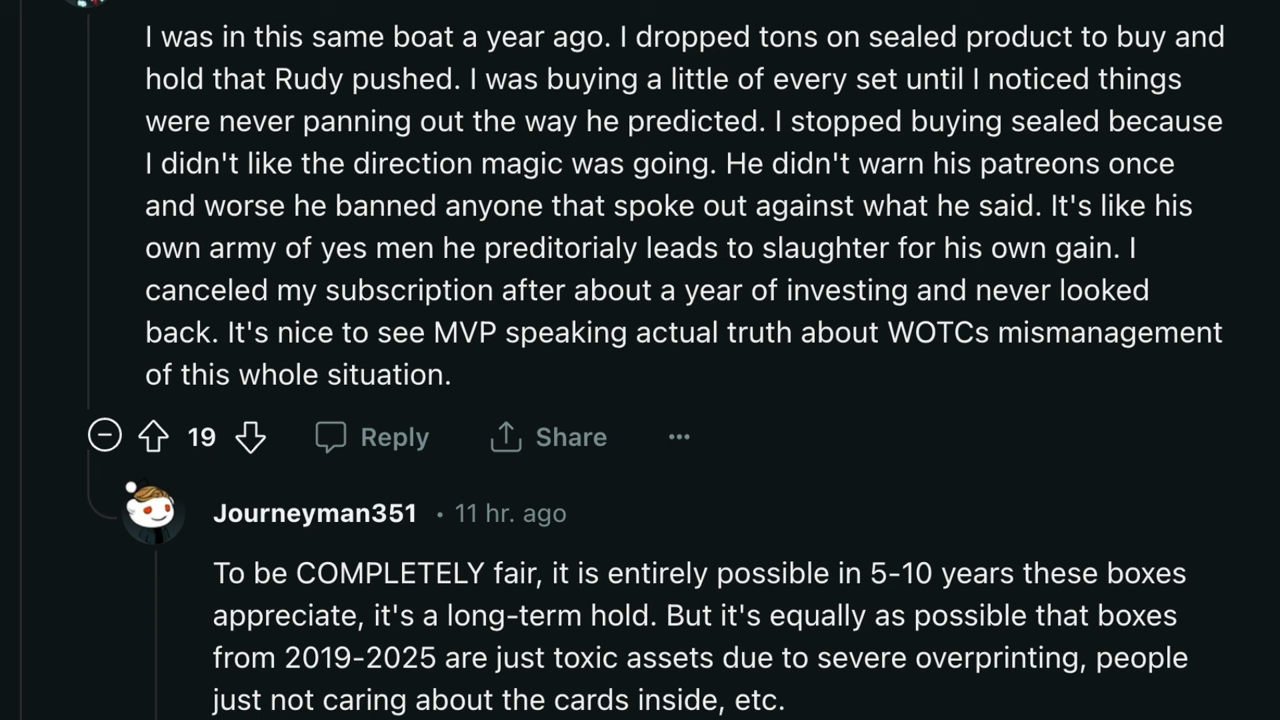 I was in this same boat a year ago. I dropped tons on sealed product to buy and
hold that Rudy pushed. I was buying a little of every set until I noticed things
were never panning out the way he predicted. I stopped buying sealed because
I didn't like the direction magic was going. He didn't warn his patreons once
and worse he banned anyone that spoke out against what he said. It's like his
own army of yes men he preditorialy leads to slaughter for his own gain. I
canceled my subscription after about a year of investing and never looked
back. It's nice to see MVP speaking actual truth about WOTCs mismanagement
of this whole situation.
19 Reply Share ...
Journeyman351 • 11 hr. ago
To be COMPLETELY fair, it is entirely possible in 5-10 years these boxes
appreciate, it's a long-term hold. But it's equally as possible that boxes
from 2019-2025 are just toxic assets due to severe overprinting, people
just not caring about the cards inside, etc.